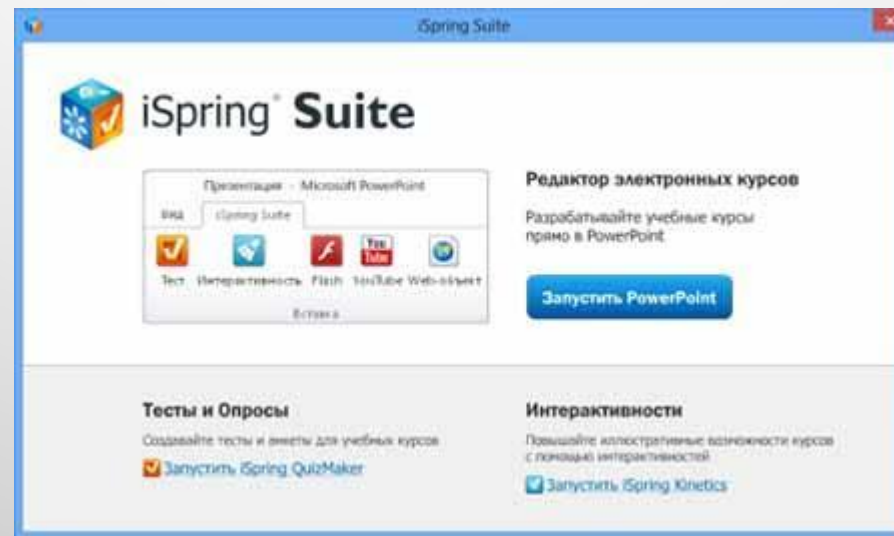 iSpring Suite
iSpring Suite
Презентация - Microsoft PowerPoint
Вид iSpring Suite
Тест Интерактивность Flash YouTube Web-объект
Вставка
Редактор электронных курсов
Разрабатывайте учебные курсы
прямо в PowerPoint
Запустить PowerPoint
Тесты и Опросы
Создавайте тесты и анкеты для учебных курсов
Запустить iSpring QuizMaker
Интерактивности
Повышайте иллюстративные возможности курсов
с помощью интерактивностей
Запустить iSpring Kinetics